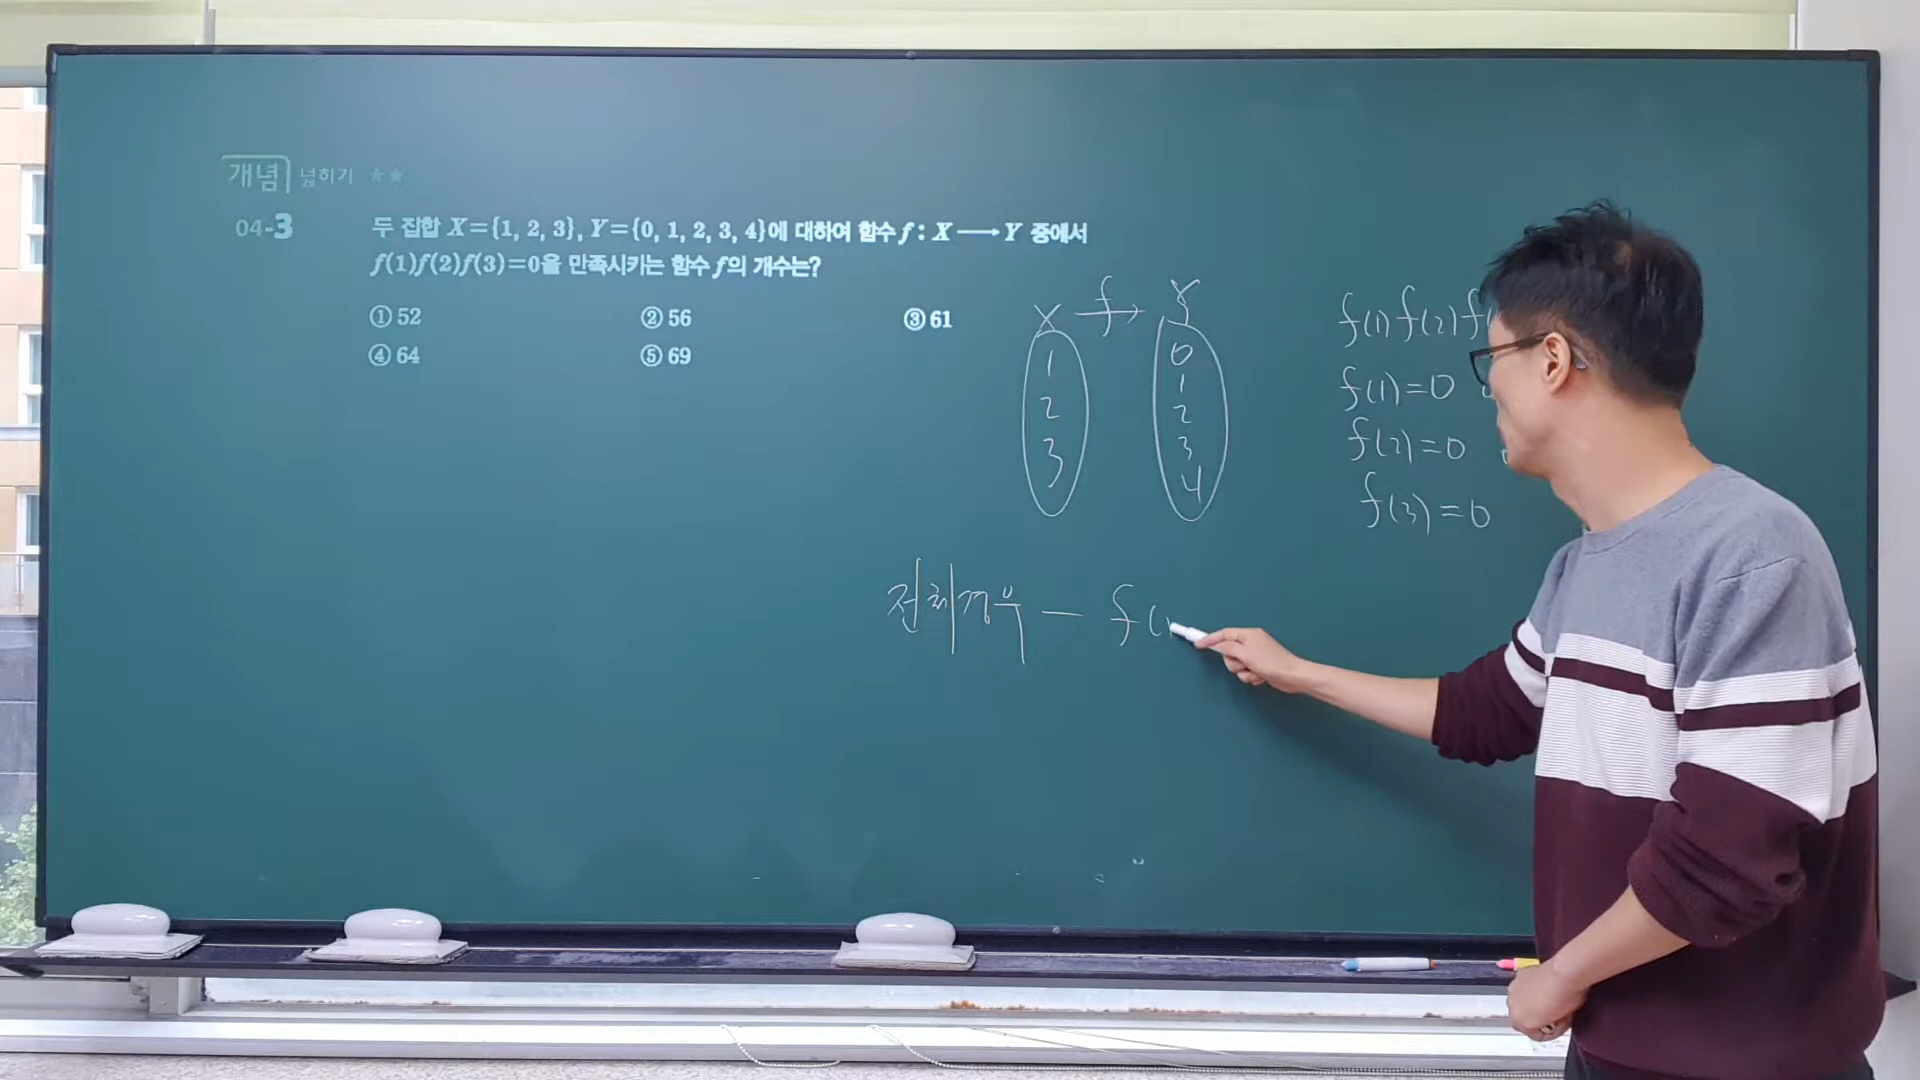 개념 넓히기 ★★
04-3 두 집합 X={1, 2, 3}, Y={0, 1, 2, 3, 4}에 대하여 함수 f : X ⟶ Y 중에서
f(1)f(2)f(3)=0을 만족시키는 함수 f의 개수는?
① 52 ② 56 ③ 61
④ 64 ⑤ 69
X f → Y
1 0
2 1
3 2
3
4
f(1)f(2)f
f(1)=0
f(2)=0
f(3)=0
전체경우 - f(1